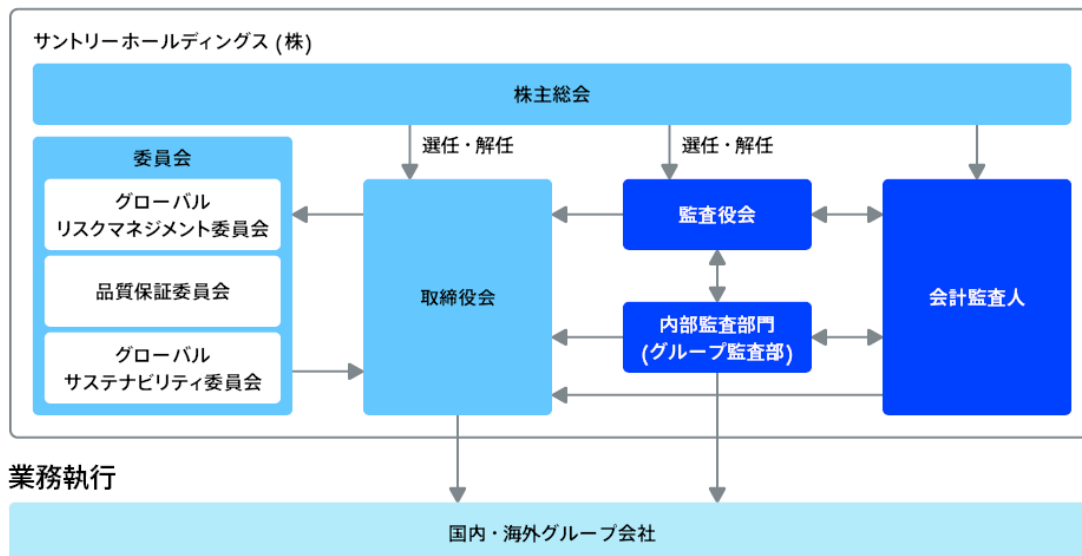 サントリーホールディングス (株)
株主総会
選任・解任
選任・解任
委員会
グローバル
リスクマネジメント委員会
品質保証委員会
グローバル
サステナビリティ委員会
取締役会
監査役会
内部監査部門
(グループ監査部)
会計監査人
業務執行
国内・海外グループ会社